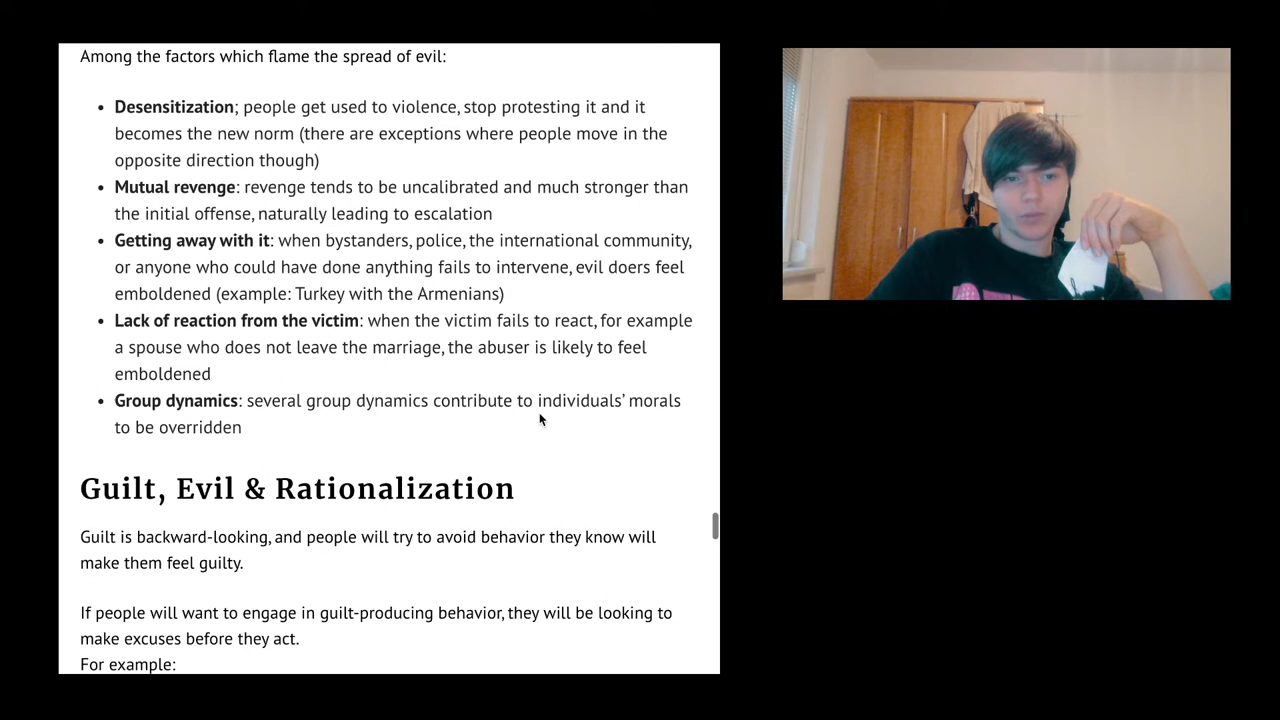 Among the factors which flame the spread of evil:
• Desensitization; people get used to violence, stop protesting it and it
becomes the new norm (there are exceptions where people move in the
opposite direction though)
• Mutual revenge: revenge tends to be uncalibrated and much stronger than
the initial offense, naturally leading to escalation
• Getting away with it: when bystanders, police, the international community,
or anyone who could have done anything fails to intervene, evil doers feel
emboldened (example: Turkey with the Armenians)
• Lack of reaction from the victim: when the victim fails to react, for example
a spouse who does not leave the marriage, the abuser is likely to feel
emboldened
• Group dynamics: several group dynamics contribute to individuals’ morals
to be overridden
Guilt, Evil & Rationalization
Guilt is backward-looking, and people will try to avoid behavior they know will
make them feel guilty.
If people will want to engage in guilt-producing behavior, they will be looking to
make excuses before they act.
For example: